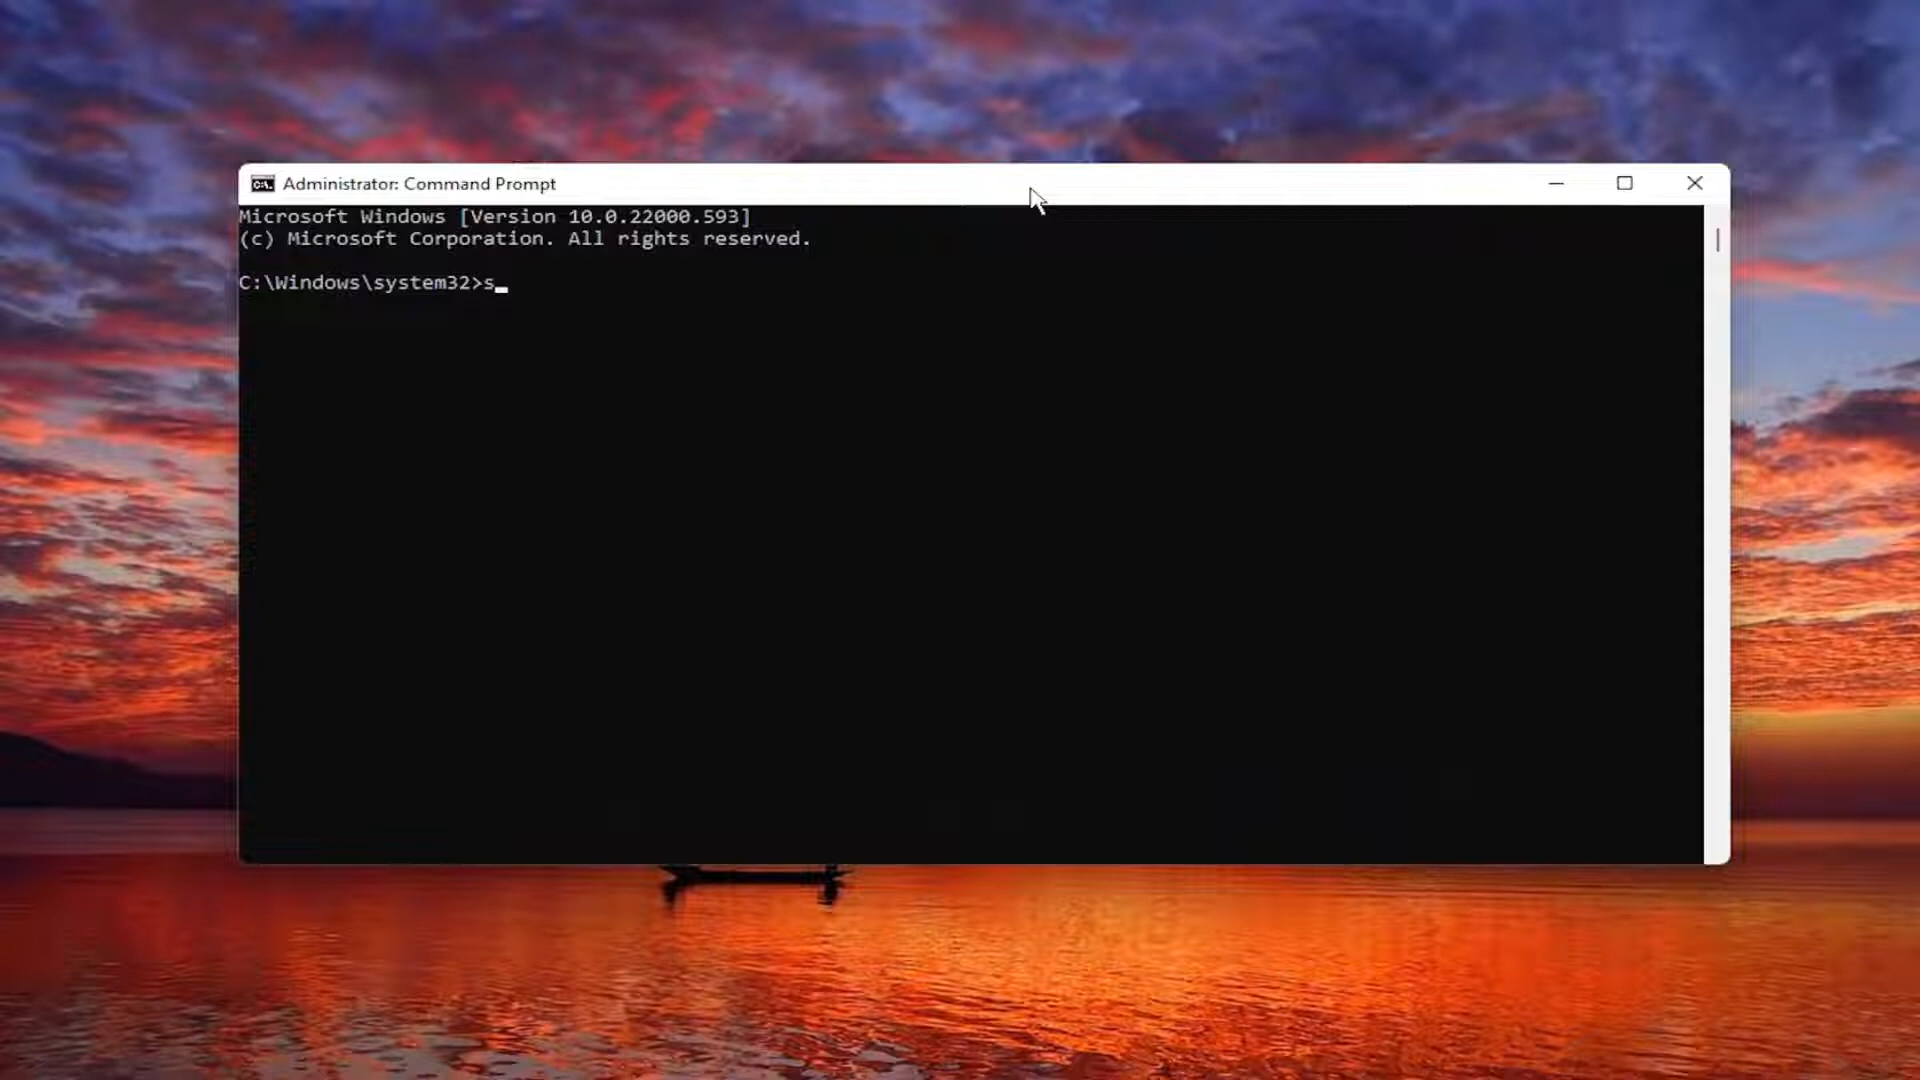 Administrator: Command Prompt
Microsoft Windows [Version 10.0.22000.593]
(c) Microsoft Corporation. All rights reserved.
C:\Windows\system32>s